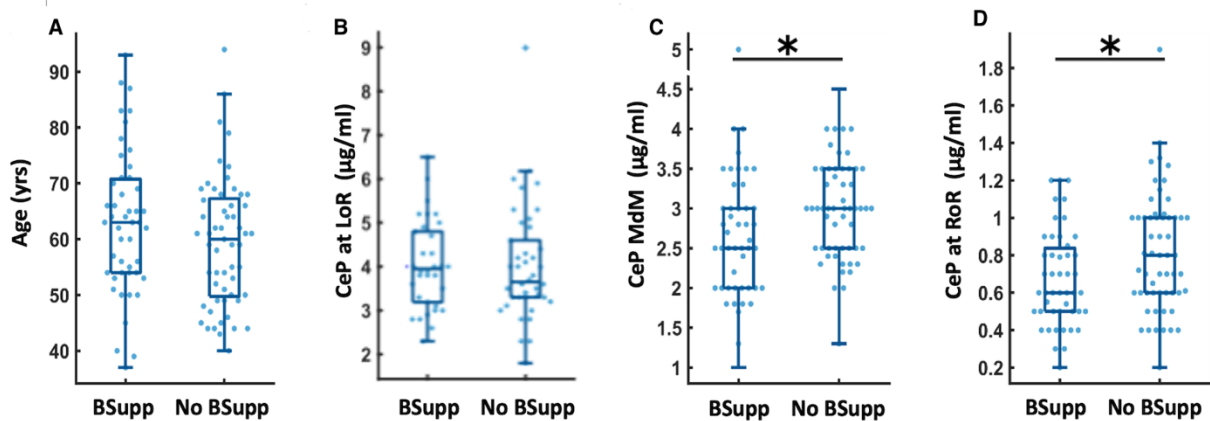 A
Age (yrs)
90
80
70
60
50
40
BSupp No BSupp
B
CeP at LoR (µg/ml)
9
8
7
6
5
4
3
2
BSupp No BSupp
C
CeP MdM (µg/ml)
5
4
3.5
3
2.5
2
1.5
1
*
BSupp No BSupp
D
CeP at RoR (µg/ml)
1.8
1.6
1.4
1.2
1
0.8
0.6
0.4
0.2
*
BSupp No BSupp